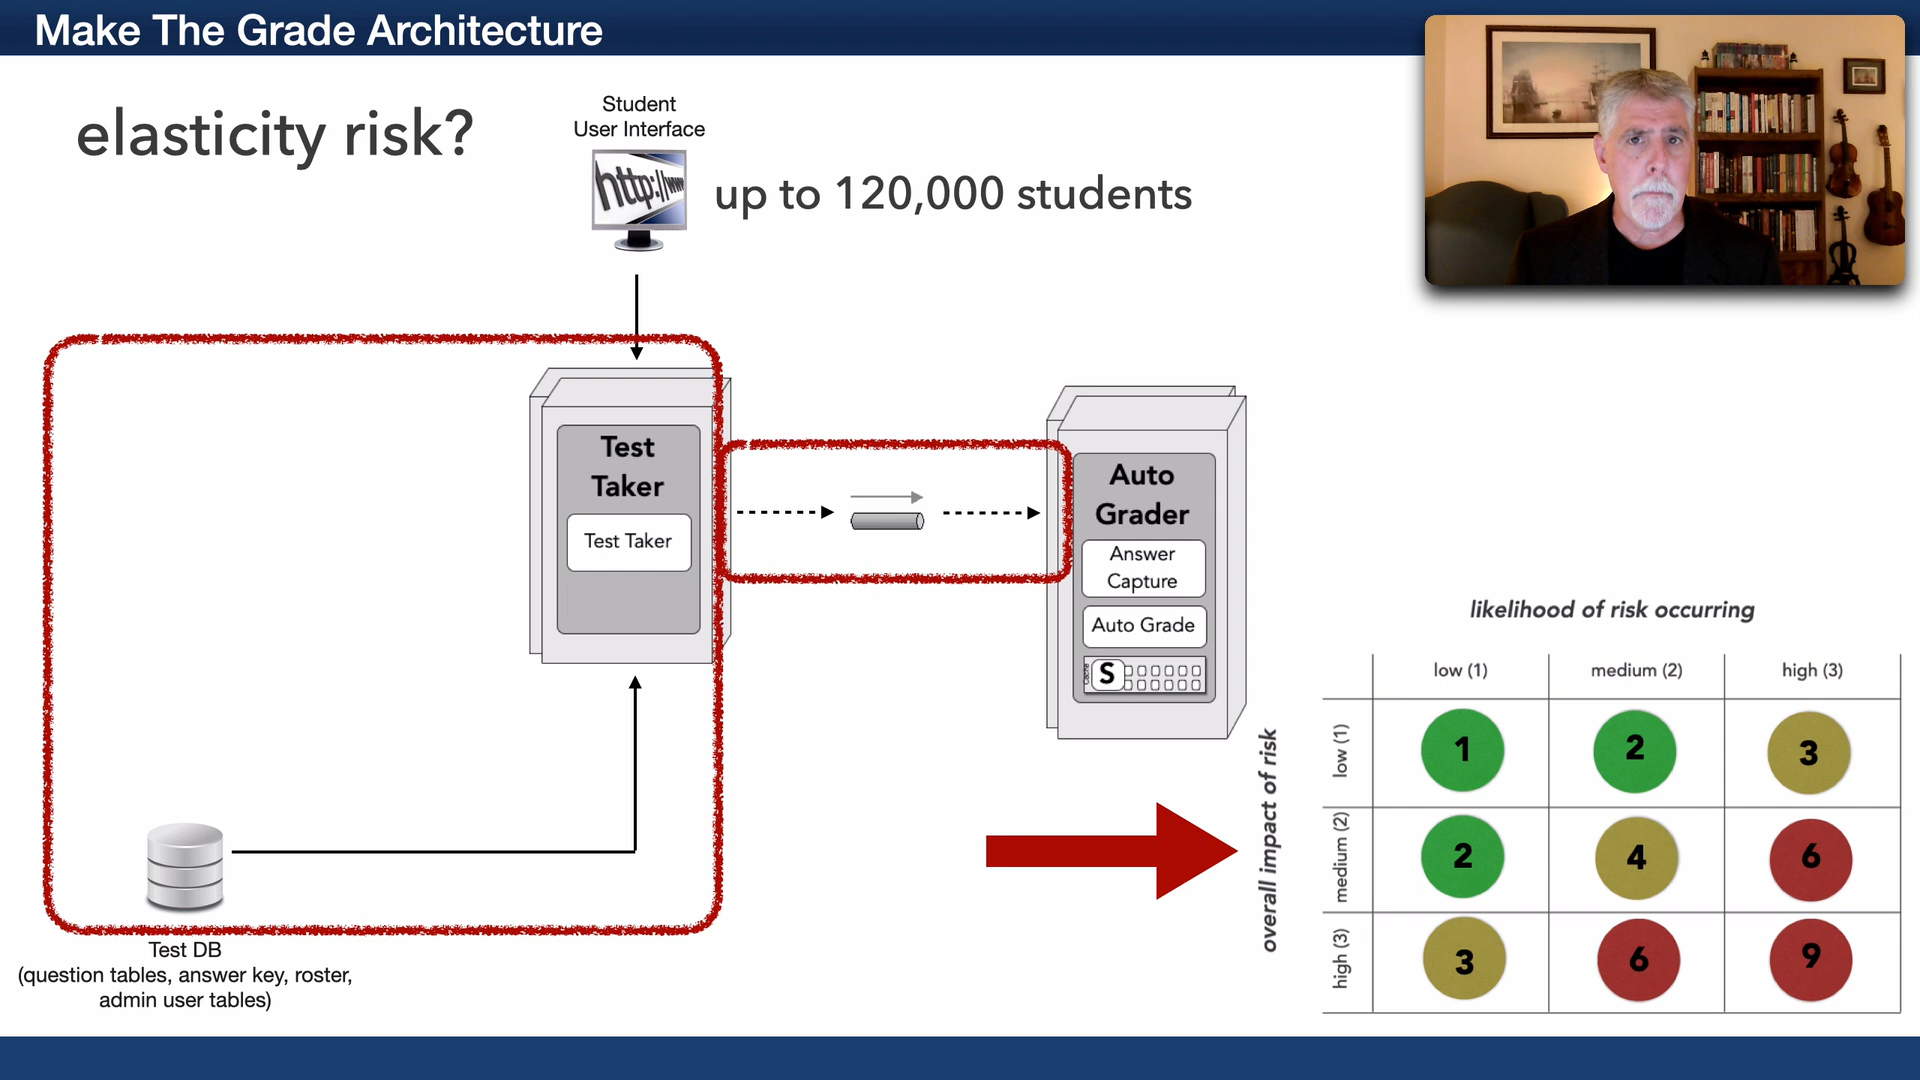 Make The Grade Architecture
elasticity risk?
Student
User Interface
http://www
up to 120,000 students
Test
Taker
Test Taker
Auto
Grader
Answer
Capture
Auto Grade
Cache
S
Test DB
(question tables, answer key, roster,
admin user tables)
likelihood of risk occurring
low (1) medium (2) high (3)
overall impact of risk
low (1) 1 2 3
medium (2) 2 4 6
high (3) 3 6 9